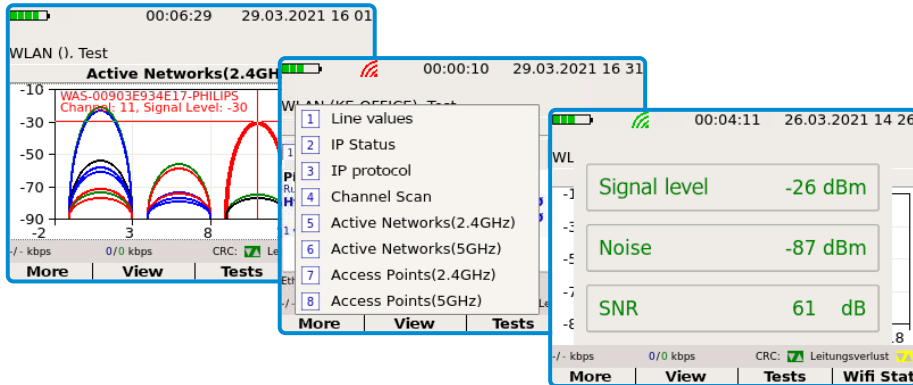 00:06:29 29.03.2021 16 01
WLAN (). Test
Active Networks(2.4GH
WAS-00903E934E17-PHILIPS
Channel: 11, Signal Level: -30
-10
-30
-50
-70
-90
-2 3 8
-/- kbps 0/0 kbps CRC: Le
More View Tests
00:00:10 29.03.2021 16 31
WLAN (KE-OFFICE). Test
1 Line values
2 IP Status
3 IP protocol
4 Channel Scan
5 Active Networks(2.4GHz)
6 Active Networks(5GHz)
7 Access Points(2.4GHz)
8 Access Points(5GHz)
More View Tests
00:04:11 26.03.2021 14 26
WL
Signal level -26 dBm
Noise -87 dBm
SNR 61 dB
-/- kbps 0/0 kbps CRC: Leitungsverlust
More View Tests Wifi Stat